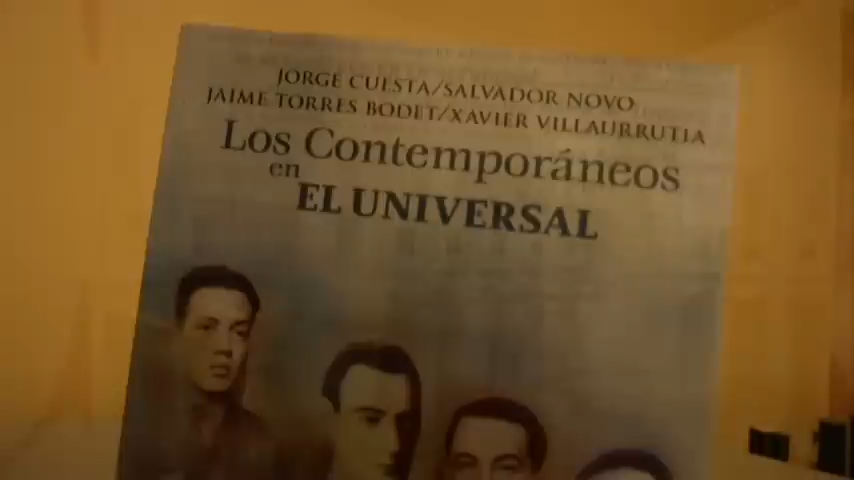 JORGE CUESTA/SALVADOR NOVO
JAIME TORRES BODET/XAVIER VILLAURRUTIA
Los Contemporáneos
en
EL UNIVERSAL